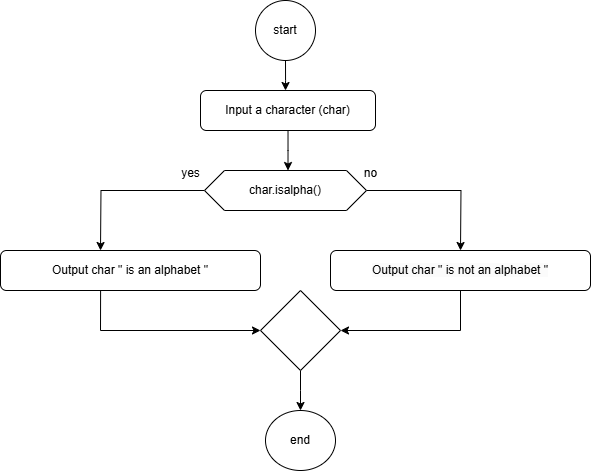 start
Input a character (char)
yes
no
char.isalpha()
Output char " is an alphabet "
Output char " is not an alphabet "
end